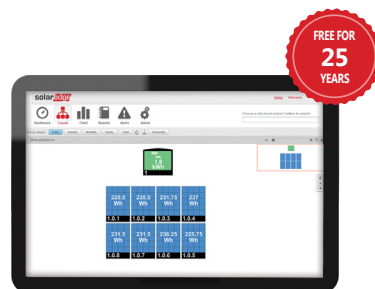 FREE FOR
25
YEARS
solaredge
Dashboard
Layout
Chart
Reports
Alerts
Admin
1.8
kWh
1
225.5
Wh
235.5
Wh
231.75
Wh
237
Wh
1.0.1
1.0.2
1.0.3
1.0.4
231.5
Wh
231.5
Wh
236.25
Wh
225.75
Wh
1.0.8
1.0.7
1.0.6
1.0.5